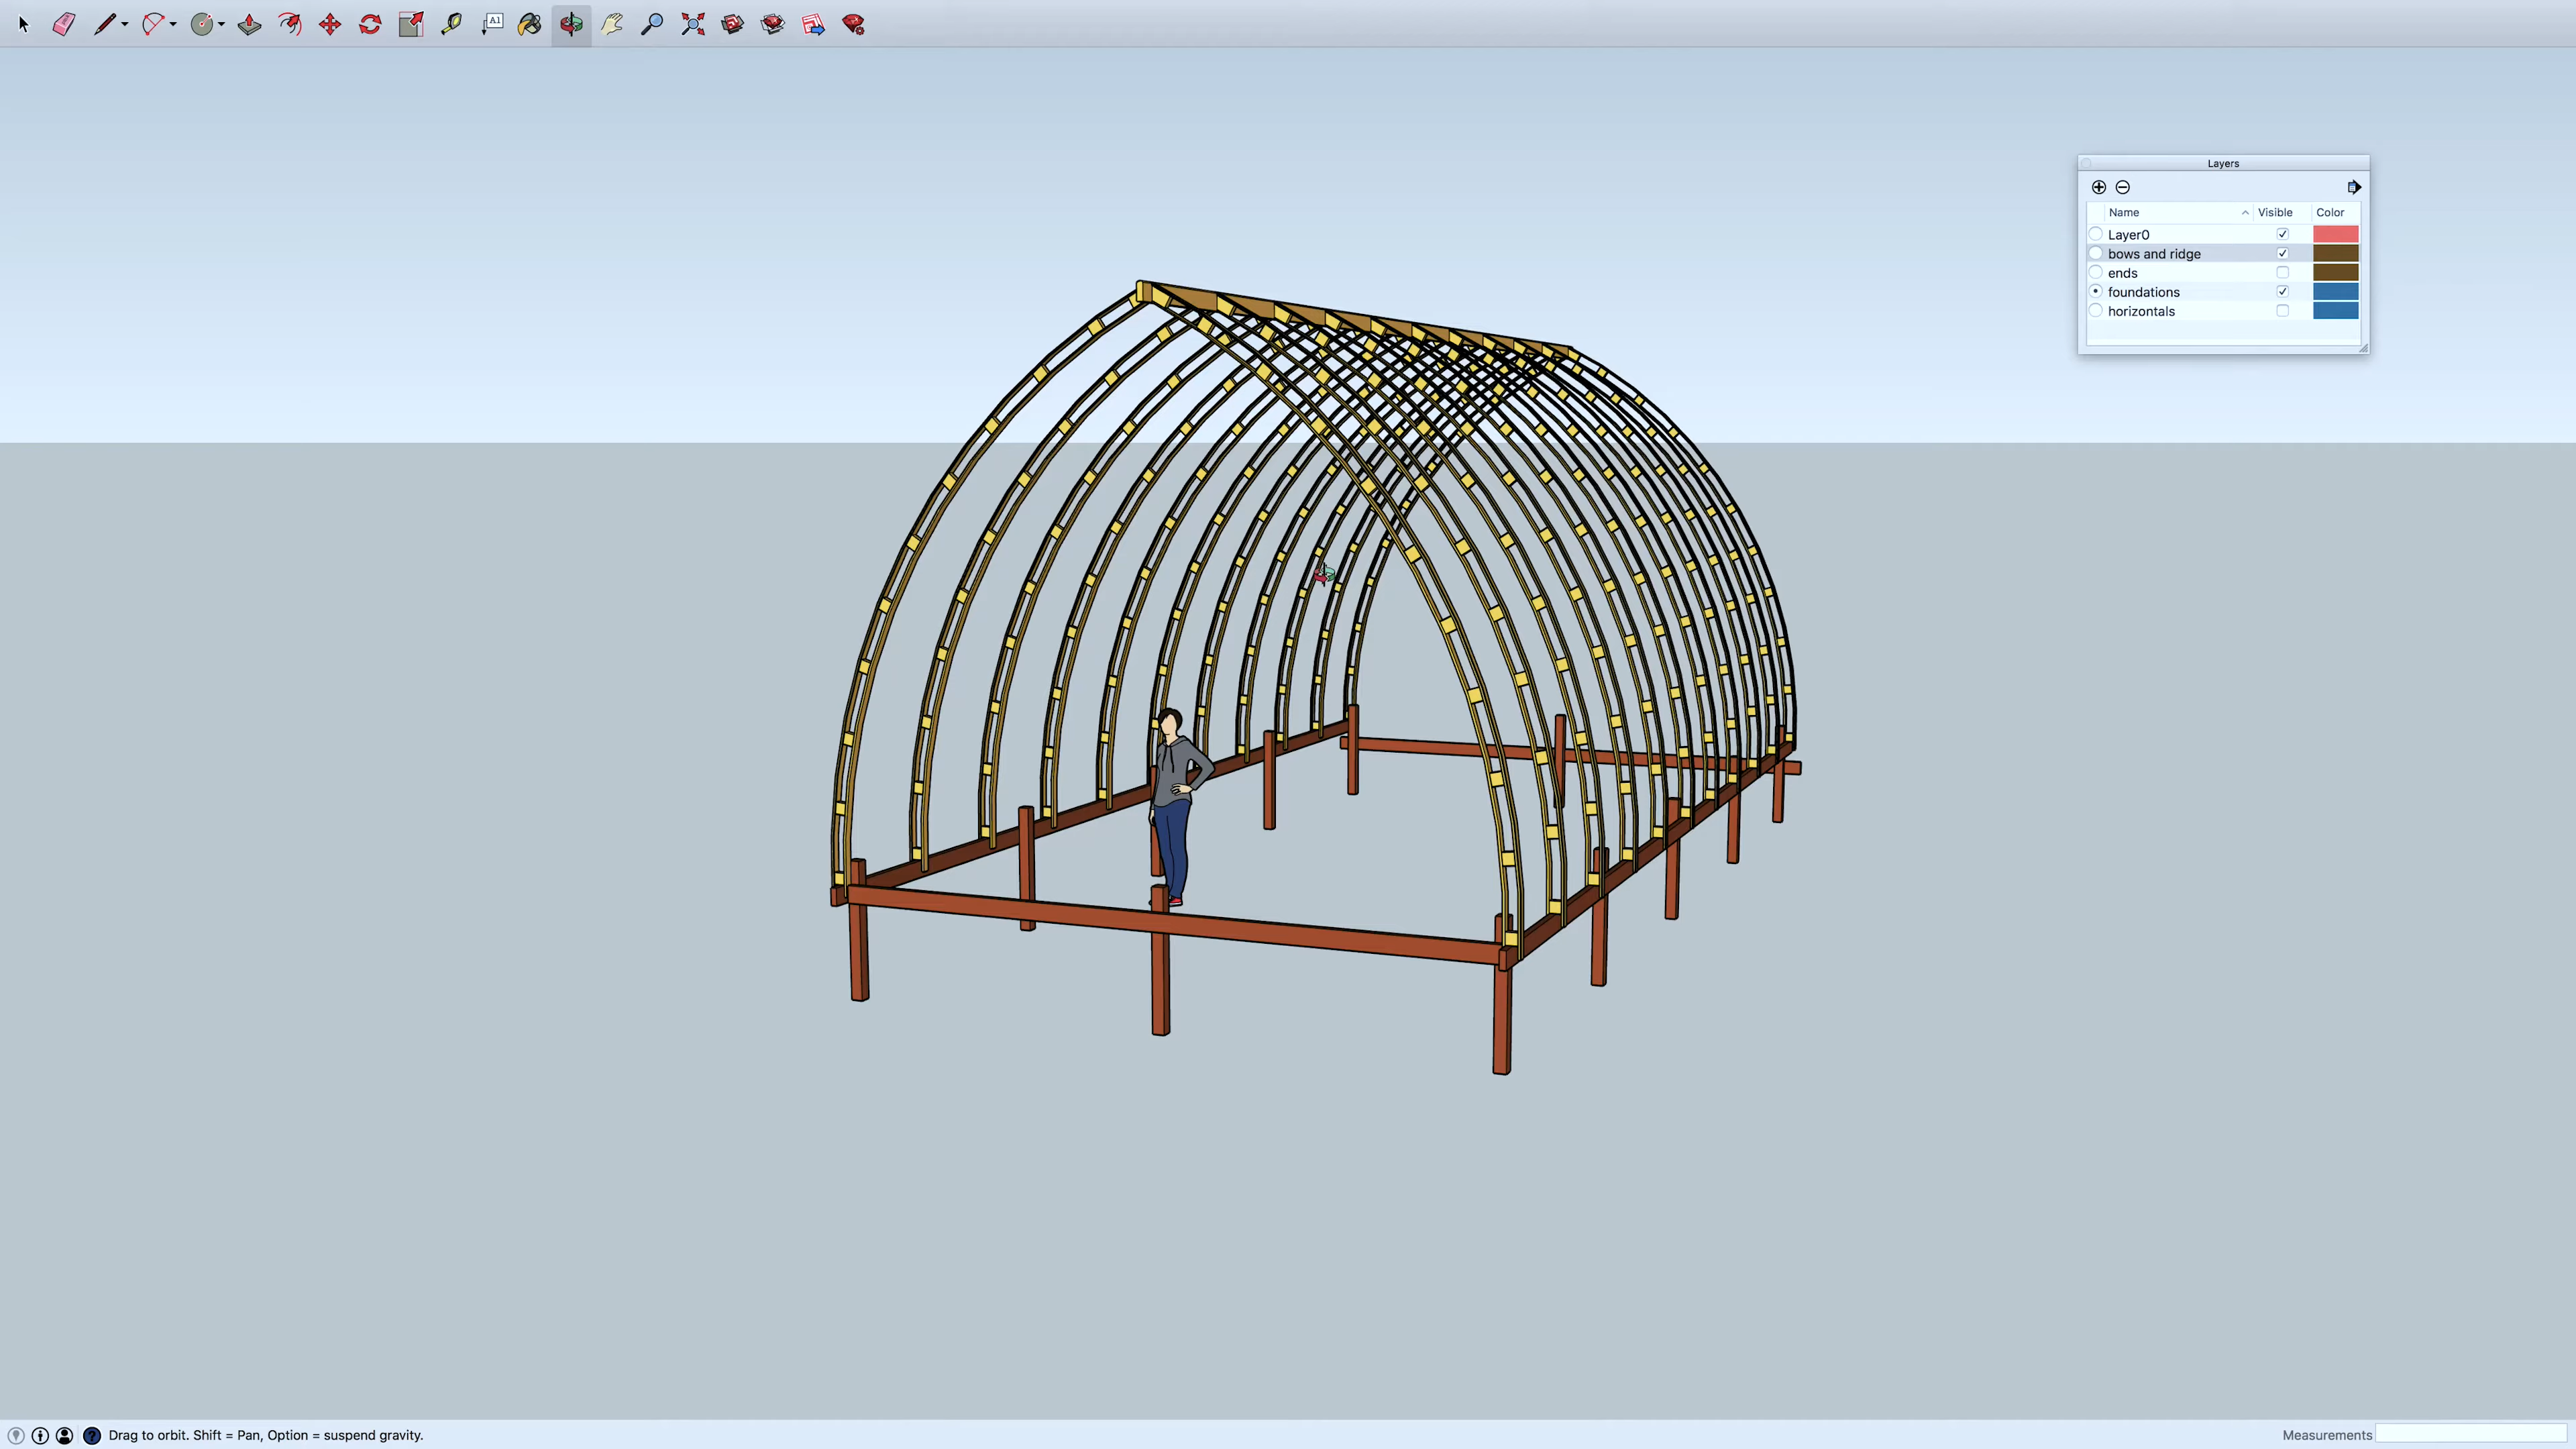 A1
Layers
Name Visible Color
Layer0
bows and ridge
ends
foundations
horizontals
? Drag to orbit. Shift = Pan, Option = suspend gravity.
Measurements